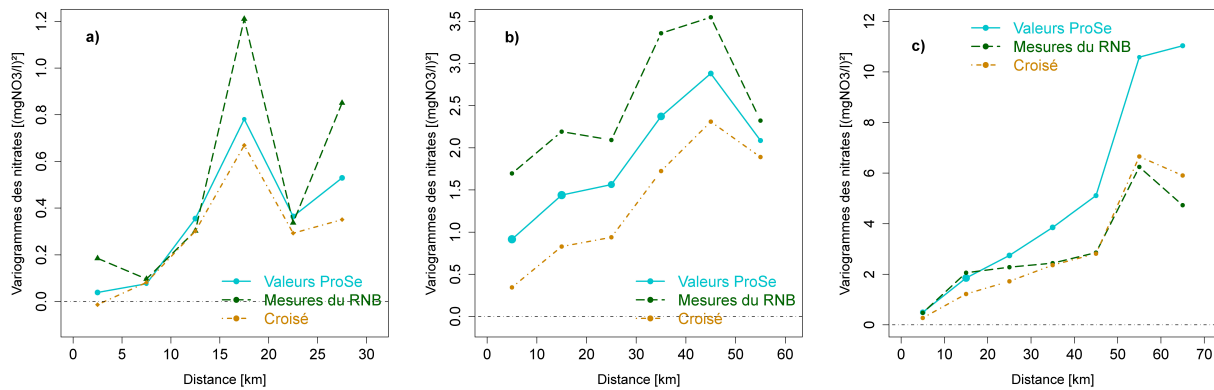 a)
Variogrammes des nitrates [(mgNO3/l)²]
1.2
1.0
0.8
0.6
0.4
0.2
0.0
Valeurs ProSe
Mesures du RNB
Croisé
0 5 10 15 20 25 30
Distance [km]
b)
Variogrammes des nitrates [(mgNO3/l)²]
3.5
3.0
2.5
2.0
1.5
1.0
0.5
0.0
Valeurs ProSe
Mesures du RNB
Croisé
0 10 20 30 40 50 60
Distance [km]
c)
Variogrammes des nitrates [(mgNO3/l)²]
12
10
8
6
4
2
0
Valeurs ProSe
Mesures du RNB
Croisé
0 10 20 30 40 50 60 70
Distance [km]